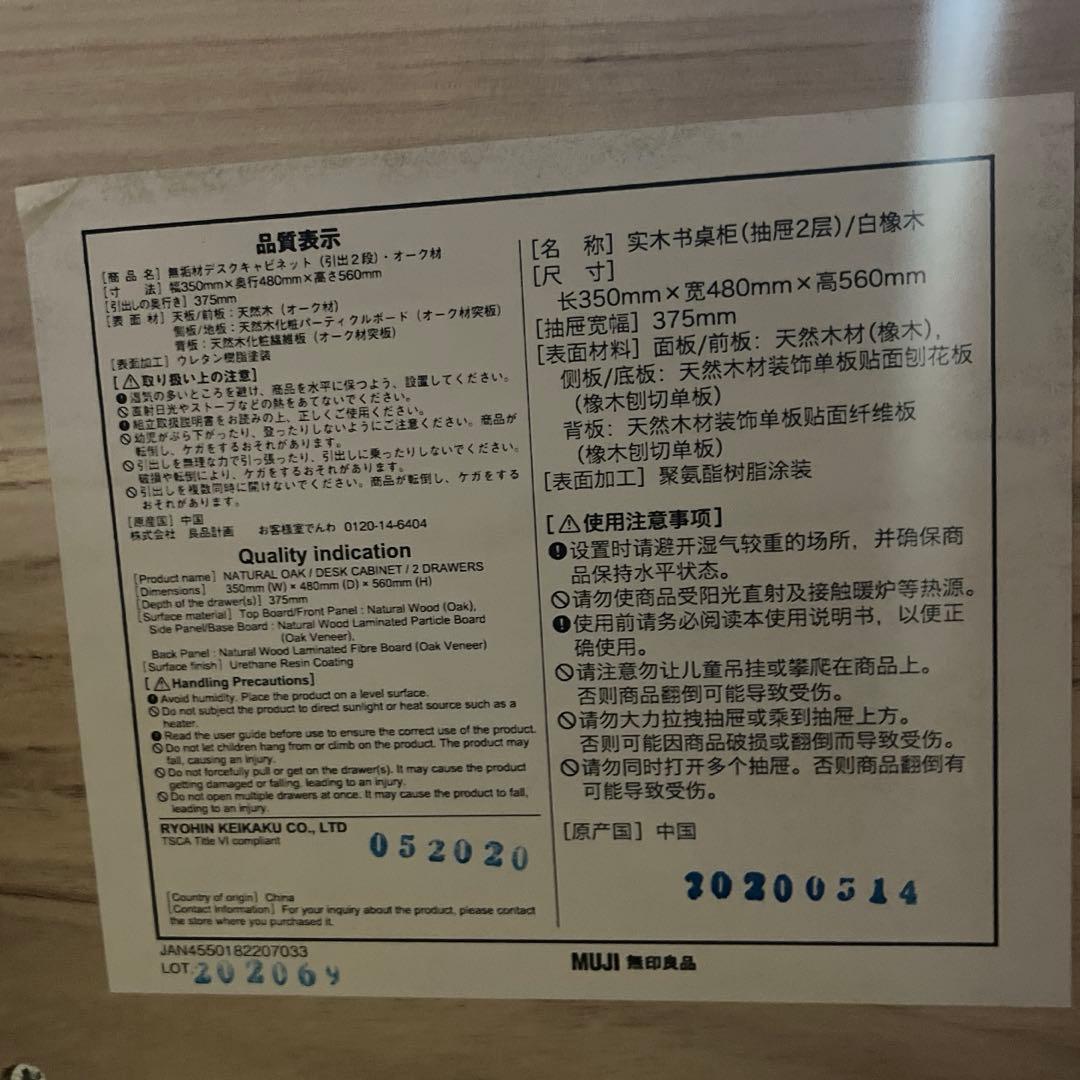 品質表示
[商品名] 無垢材デスクキャビネット（引出２段）・オーク材
[寸　法] 幅350mm×奥行480mm×高さ560mm
[引出しの奥行き] 375mm
[表面材] 天板/前板：天然木（オーク材）
側板/地板：天然木化粧パーティクルボード（オーク材突板）
背板：天然木化粧繊維板（オーク材突板）
[表面加工] ウレタン樹脂塗装
[⚠取り扱い上の注意]
湿気の多いところを避け、商品を水平に保つよう、設置してください。
直射日光やストーブなどの熱をあてないでください。
組立取扱説明書をお読みの上、正しくご使用ください。
幼児がぶら下がったり、登ったりしないようにご注意ください。商品が
転倒し、ケガをするおそれがあります。
引出しを無理な力で引っ張ったり、引出しに乗ったりしないでください。
破損や転倒により、ケガをするおそれがあります。
引出しを複数同時に開けないでください。商品が転倒し、ケガをする
おそれがあります。
[原産国] 中国
株式会社　良品計画　お客様室でんわ 0120-14-6404
Quality indication
[Product name] NATURAL OAK / DESK CABINET / 2 DRAWERS
[Dimensions] 350mm (W) × 480mm (D) × 560mm (H)
[Depth of the drawer(s)] 375mm
[Surface material] Top Board/Front Panel : Natural Wood (Oak),
Side Panel/Base Board : Natural Wood Laminated Particle Board
(Oak Veneer),
Back Panel : Natural Wood Laminated Fibre Board (Oak Veneer)
[Surface finish] Urethane Resin Coating
[⚠Handling Precautions]
Avoid humidity. Place the product on a level surface.
Do not subject the product to direct sunlight or heat source such as a
heater.
Read the user guide before use to ensure the correct use of the product.
Do not let children hang from or climb on the product. The product may
fall, causing an injury.
Do not forcefully pull or get on the drawer(s). It may cause the product
getting damaged or falling, leading to an injury.
Do not open multiple drawers at once. It may cause the product to fall,
leading to an injury.
RYOHIN KEIKAKU CO., LTD
TSCA Title VI compliant
052020
[Country of origin] China
[Contact Information] For your inquiry about the product, please contact
the store where you purchased it.
[名　称] 实木书桌柜(抽屉2层)/白橡木
[尺　寸]
长350mm×宽480mm×高560mm
[抽屉宽幅] 375mm
[表面材料] 面板/前板：天然木材(橡木)，
侧板/底板：天然木材装饰单板贴面刨花板
(橡木刨切单板)
背板：天然木材装饰单板贴面纤维板
(橡木刨切单板)
[表面加工] 聚氨酯树脂涂装
[⚠使用注意事项]
设置时请避开湿气较重的场所，并确保商
品保持水平状态。
请勿使商品受阳光直射及接触暖炉等热源。
使用前请务必阅读本使用说明书，以便正
确使用。
请注意勿让儿童吊挂或攀爬在商品上。
否则商品翻倒可能导致受伤。
请勿大力拉拽抽屉或乘到抽屉上方。
否则可能因商品破损或翻倒而导致受伤。
请勿同时打开多个抽屉。否则商品翻倒有
可能导致受伤。
[原产国] 中国
20200514
JAN4550182207033
LOT. 202069
MUJI 無印良品